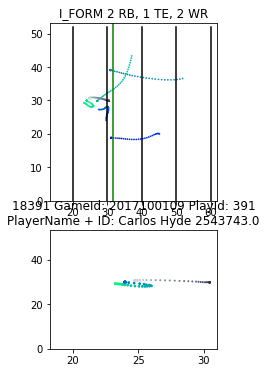 I_FORM 2 RB, 1 TE, 2 WR
50
40
30
20
10
0
20 30 40 50 60
18391 GameId: 2017100109 PlayId: 391
PlayerName + ID: Carlos Hyde 2543743.0
40
20
0
20 25 30